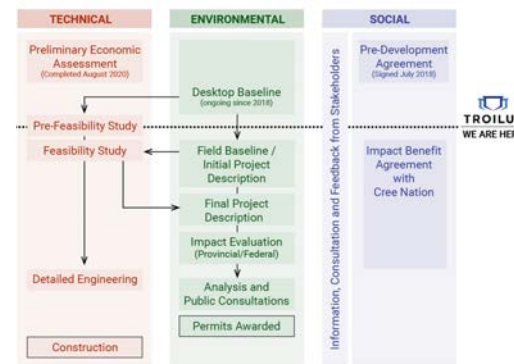 TECHNICAL
Preliminary Economic
Assessment
(Completed August 2020)
Pre-Feasibility Study
Feasibility Study
Detailed Engineering
Construction
ENVIRONMENTAL
Desktop Baseline
(ongoing since 2018)
Field Baseline /
Initial Project
Description
Final Project
Description
Impact Evaluation
(Provincial/Federal)
Analysis and
Public Consultations
Permits Awarded
SOCIAL
Information, Consultation and Feedback from Stakeholders
Pre-Development
Agreement
(Signed July 2018)
Impact Benefit
Agreement
with
Cree Nation
TROILU
WE ARE HER